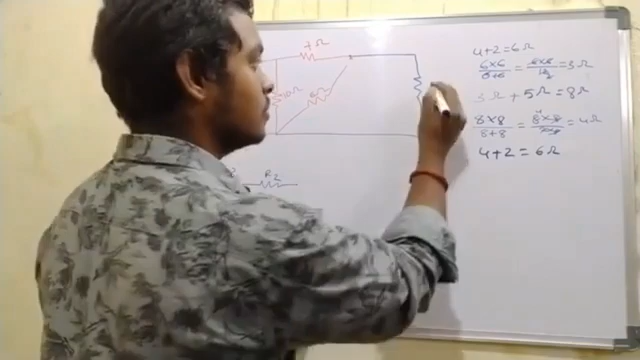 4+2=6Ω
6×6/6+6 = 6×6/12 = 3Ω
3Ω + 5Ω = 8Ω
8×8/8+8 = 8×8/16 = 4Ω
4+2 = 6Ω
R2